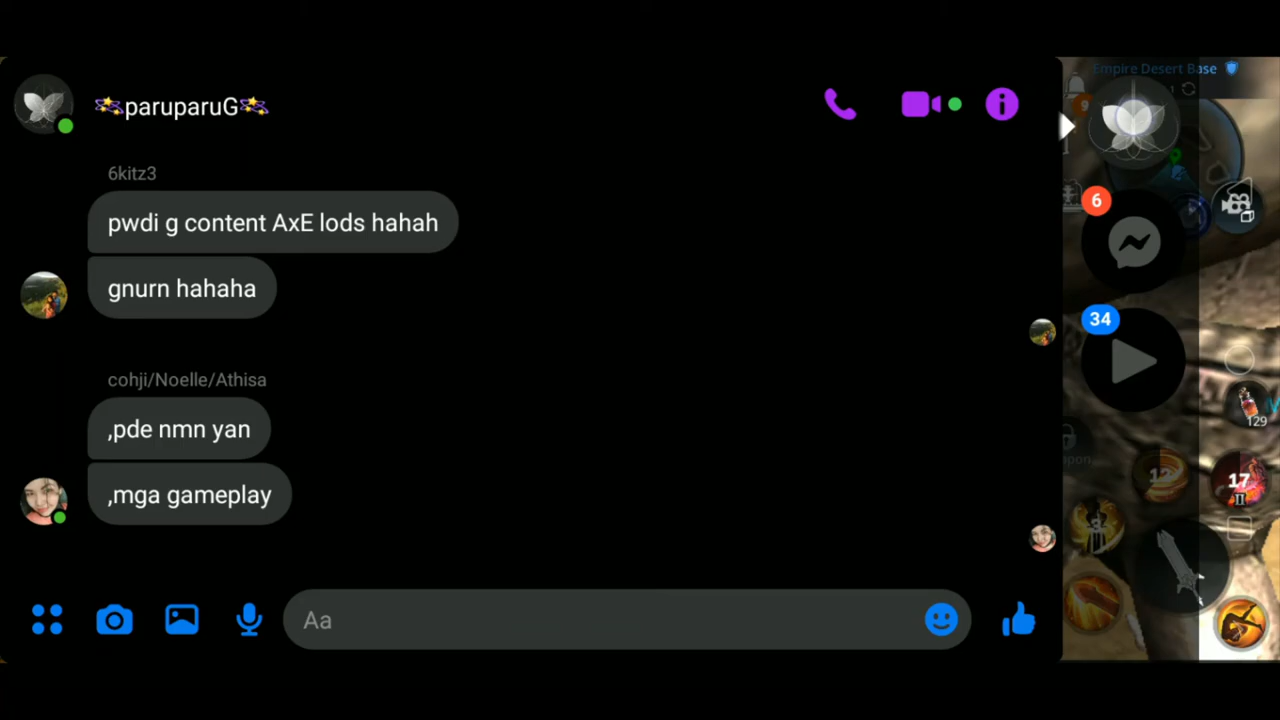 Empire Desert Base
💫paruparuG💫
6kitz3
pwdi g content AxE lods hahah
6
gnurn hahaha
34
cohji/Noelle/Athisa
129
,pde nmn yan
17
II
,mga gameplay
Aa